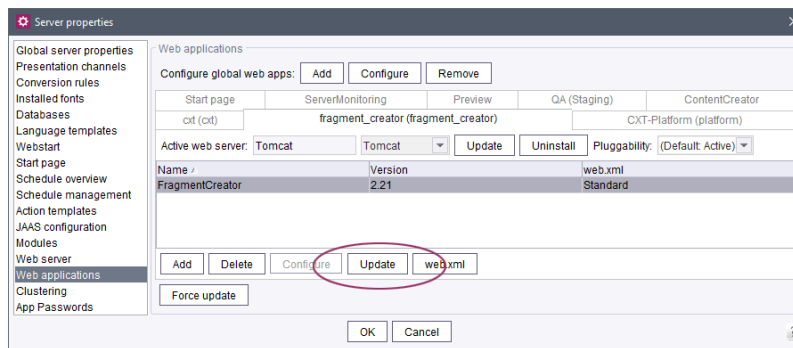 Server properties
Global server properties
Presentation channels
Conversion rules
Installed fonts
Databases
Language templates
Webstart
Start page
Schedule overview
Schedule management
Action templates
JAAS configuration
Modules
Web server
Web applications
Clustering
App Passwords
Web applications
Configure global web apps: Add Configure Remove
Start page ServerMonitoring Preview QA (Staging) ContentCreator
cxt (cxt) fragment_creator (fragment_creator) CXT-Platform (platform)
Active web server: Tomcat Tomcat Update Uninstall Pluggability: (Default: Active)
Name Version web.xml
FragmentCreator 2.21 Standard
Add Delete Configure Update web.xml
Force update
OK Cancel
?